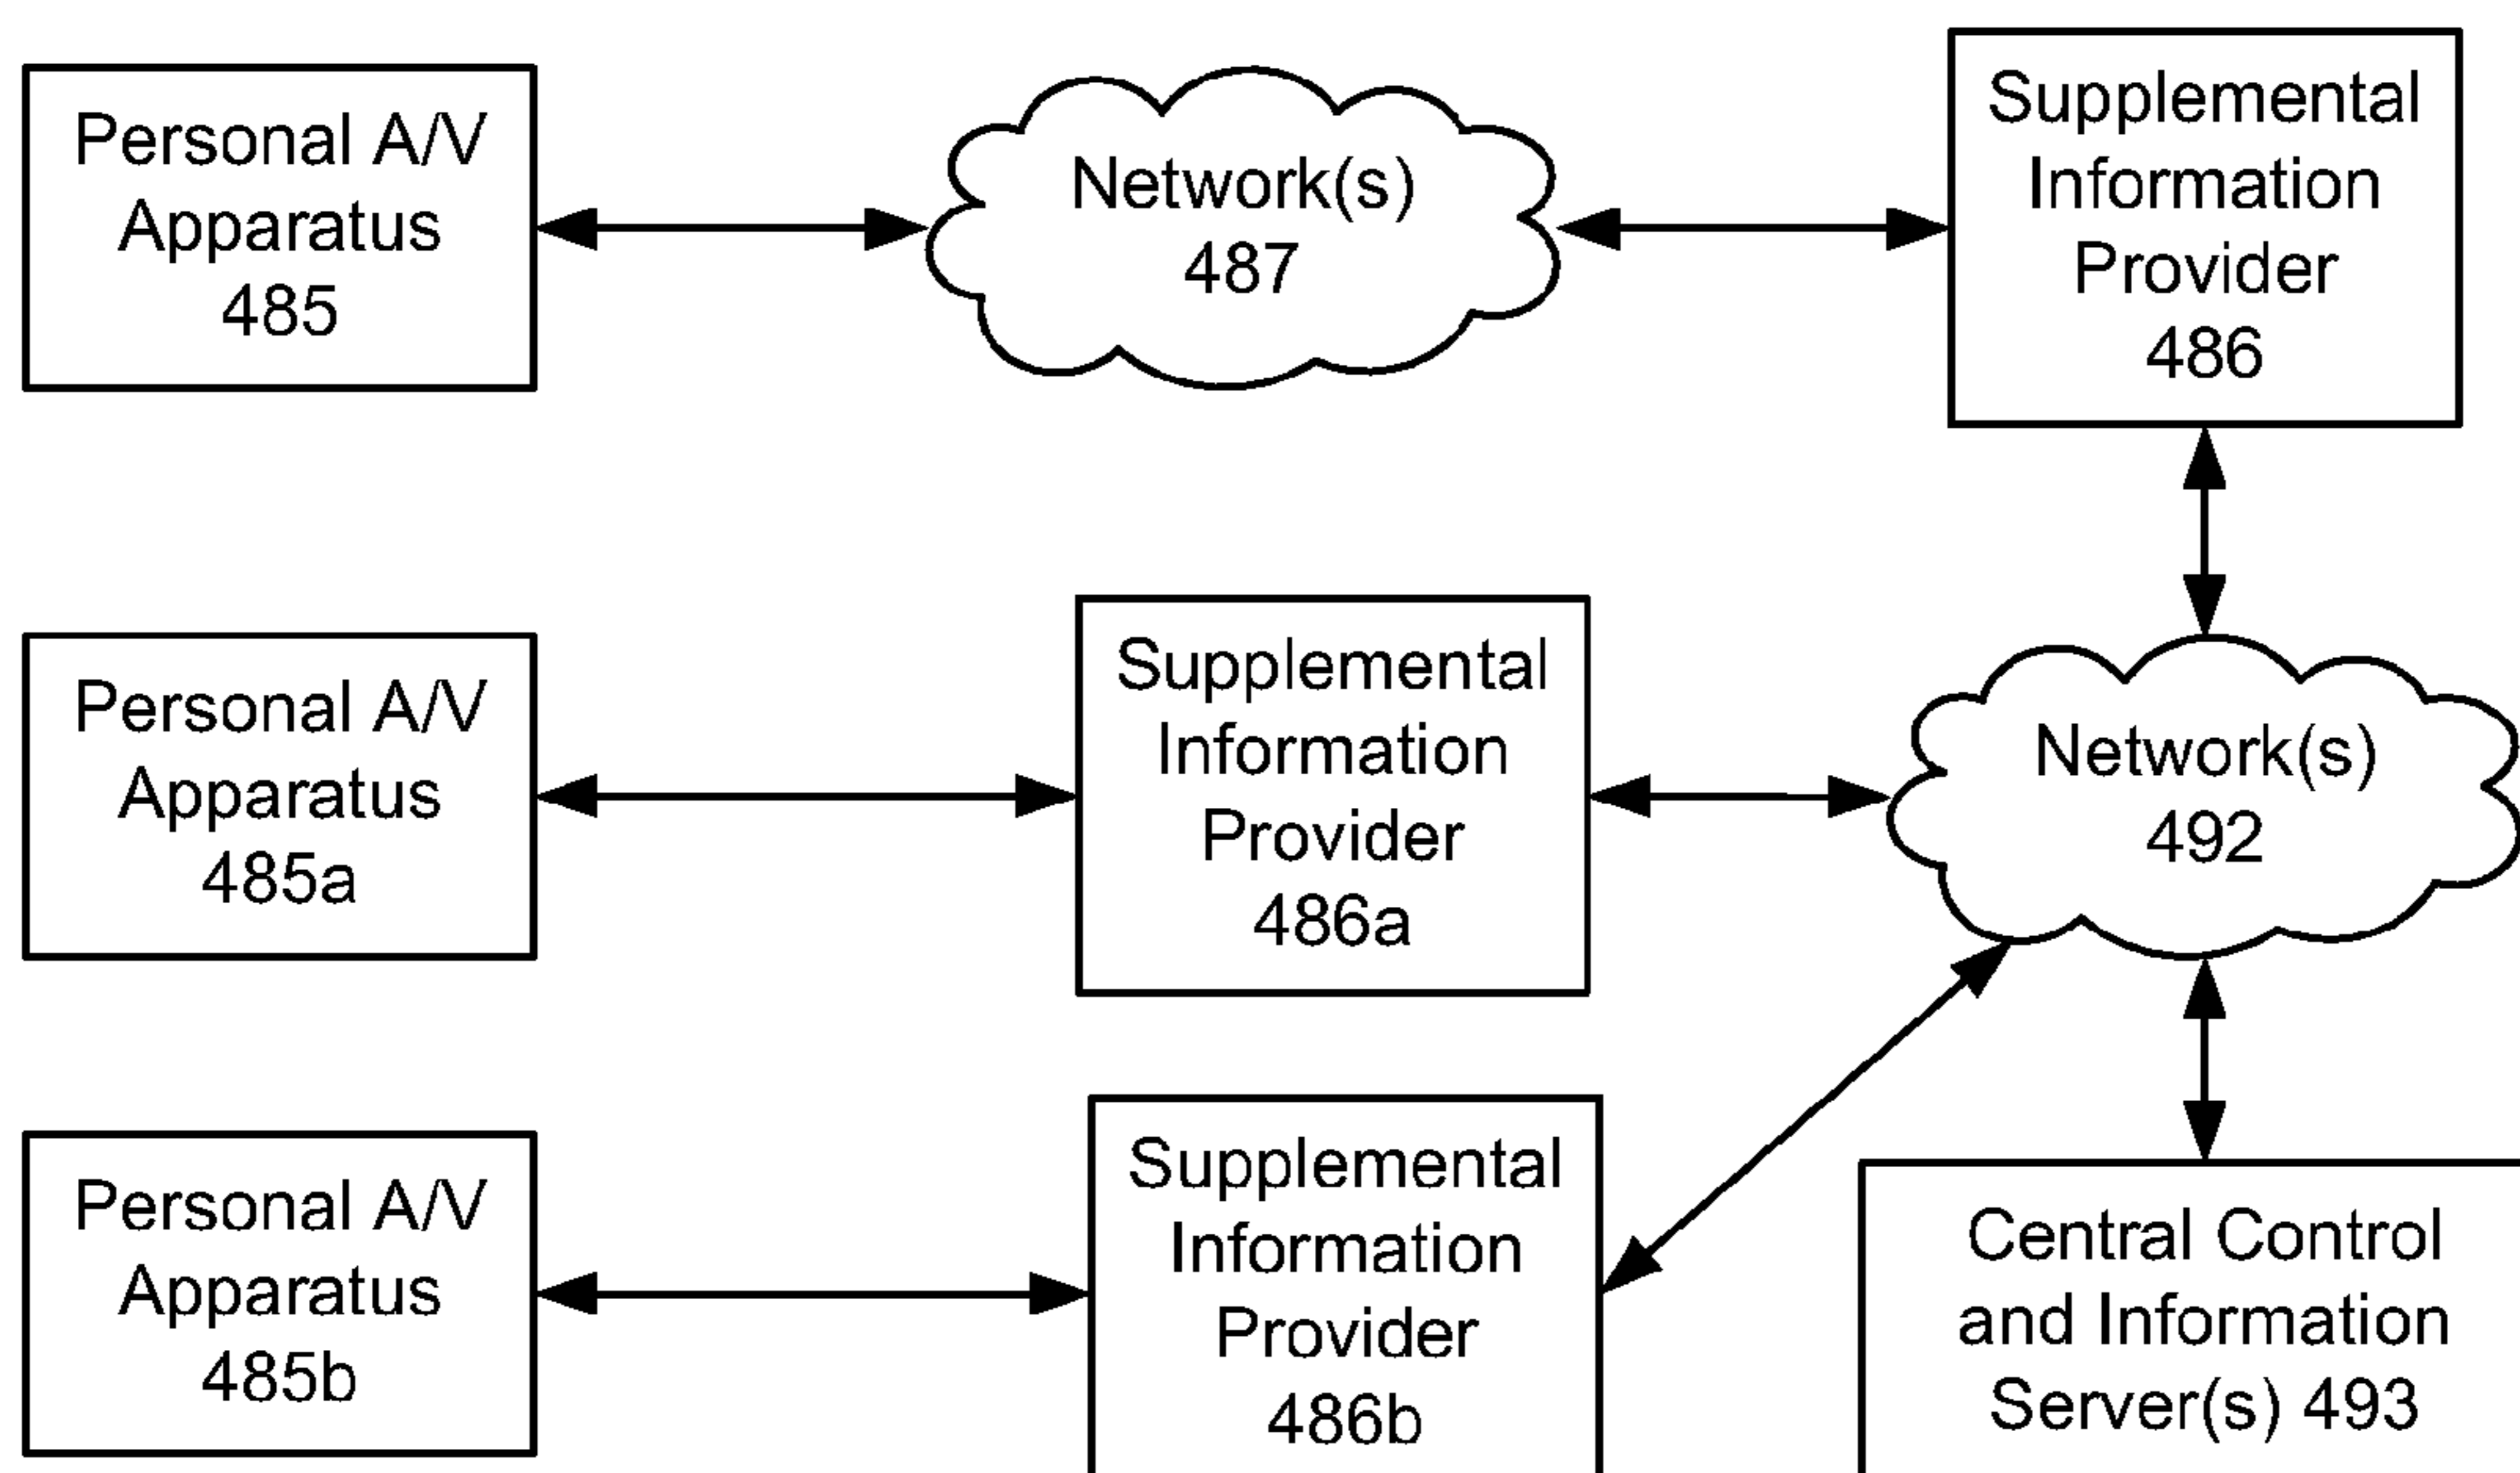 Personal A/V
Apparatus
485
Network(s)
487
Supplemental
Information
Provider
486
Personal A/V
Apparatus
485a
Supplemental
Information
Provider
486a
Network(s)
492
Personal A/V
Apparatus
485b
Supplemental
Information
Provider
486b
Central Control
and Information
Server(s) 493